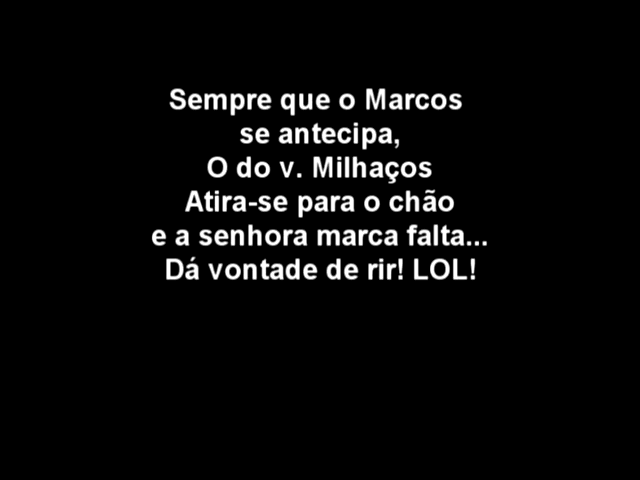 Sempre que o Marcos
se antecipa,
O do v. Milhaços
Atira-se para o chão
e a senhora marca falta...
Dá vontade de rir! LOL!